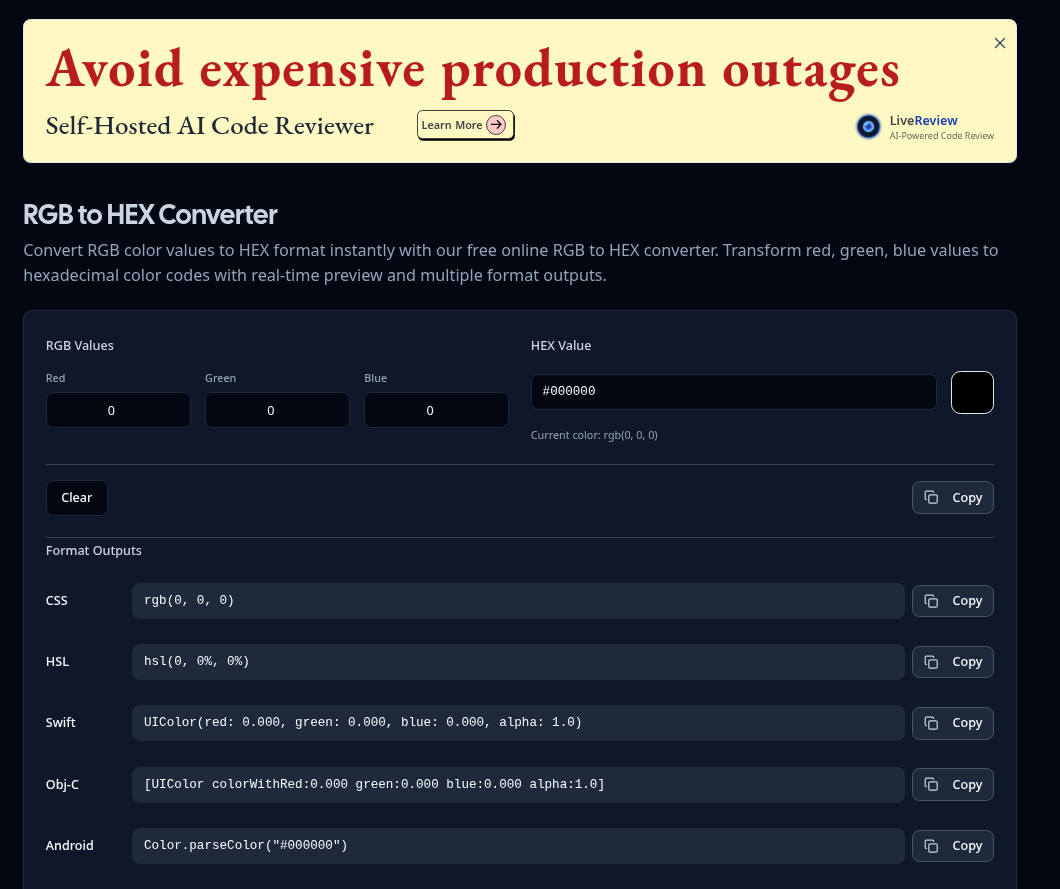 Avoid expensive production outages
Self-Hosted AI Code Reviewer
Learn More
LiveReview
AI-Powered Code Review
RGB to HEX Converter
Convert RGB color values to HEX format instantly with our free online RGB to HEX converter. Transform red, green, blue values to
hexadecimal color codes with real-time preview and multiple format outputs.
RGB Values
HEX Value
Red
Green
Blue
0
0
0
#000000
Current color: rgb(0, 0, 0)
Clear
Copy
Format Outputs
CSS
rgb(0, 0, 0)
Copy
HSL
hsl(0, 0%, 0%)
Copy
Swift
UIColor(red: 0.000, green: 0.000, blue: 0.000, alpha: 1.0)
Copy
Obj-C
[UIColor colorWithRed:0.000 green:0.000 blue:0.000 alpha:1.0]
Copy
Android
Color.parseColor("#000000")
Copy